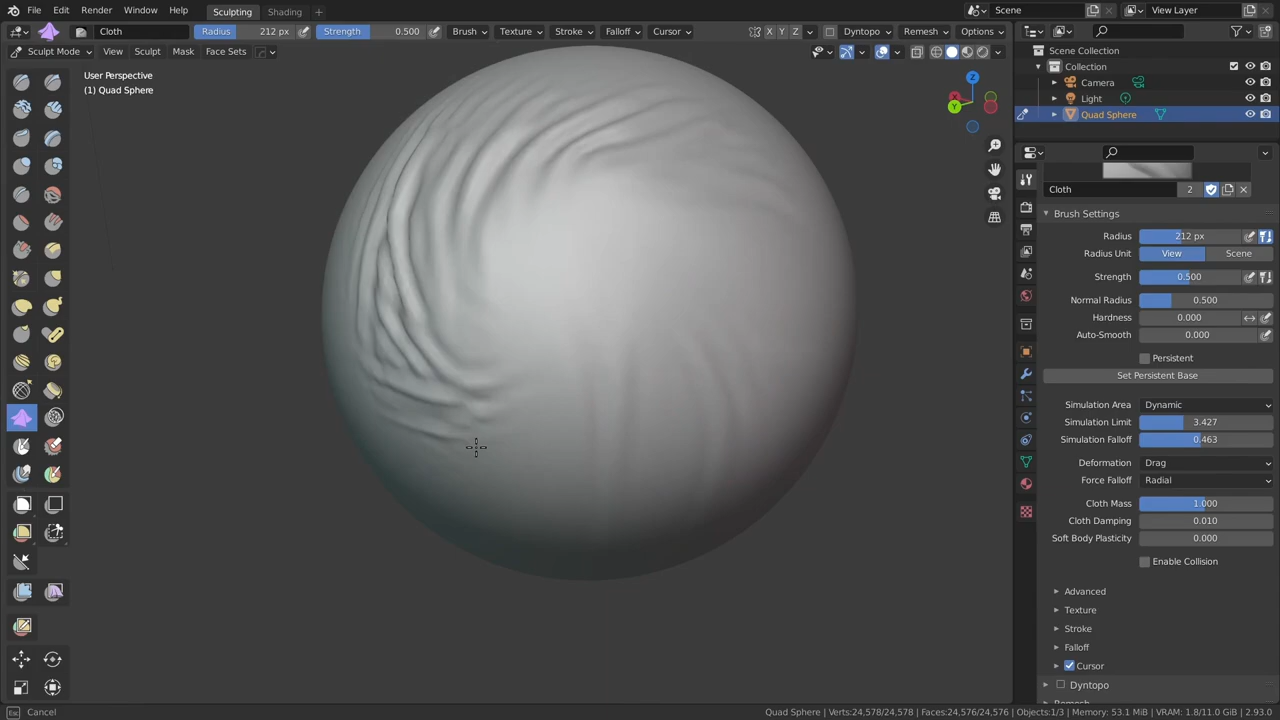 File Edit Render Window Help Sculpting Shading + Scene View Layer
Cloth Radius 212 px Strength 0.500 Brush Texture Stroke Falloff Cursor X Y Z Dyntopo Remesh Options
Sculpt Mode View Sculpt Mask Face Sets
User Perspective
(1) Quad Sphere
Z
X
Y
Scene Collection
Collection
Camera
Light
Quad Sphere
Cloth 2
Brush Settings
Radius 212 px
Radius Unit View Scene
Strength 0.500
Normal Radius 0.500
Hardness 0.000
Auto-Smooth 0.000
Persistent
Set Persistent Base
Simulation Area Dynamic
Simulation Limit 3.427
Simulation Falloff 0.463
Deformation Drag
Force Falloff Radial
Cloth Mass 1.000
Cloth Damping 0.010
Soft Body Plasticity 0.000
Enable Collision
Advanced
Texture
Stroke
Falloff
Cursor
Dyntopo
Esc Cancel Quad Sphere | Verts:24,578/24,578 | Faces:24,576/24,576 | Objects:1/3 | Memory: 53.1 MiB | VRAM: 1.8/11.0 GiB | 2.93.0